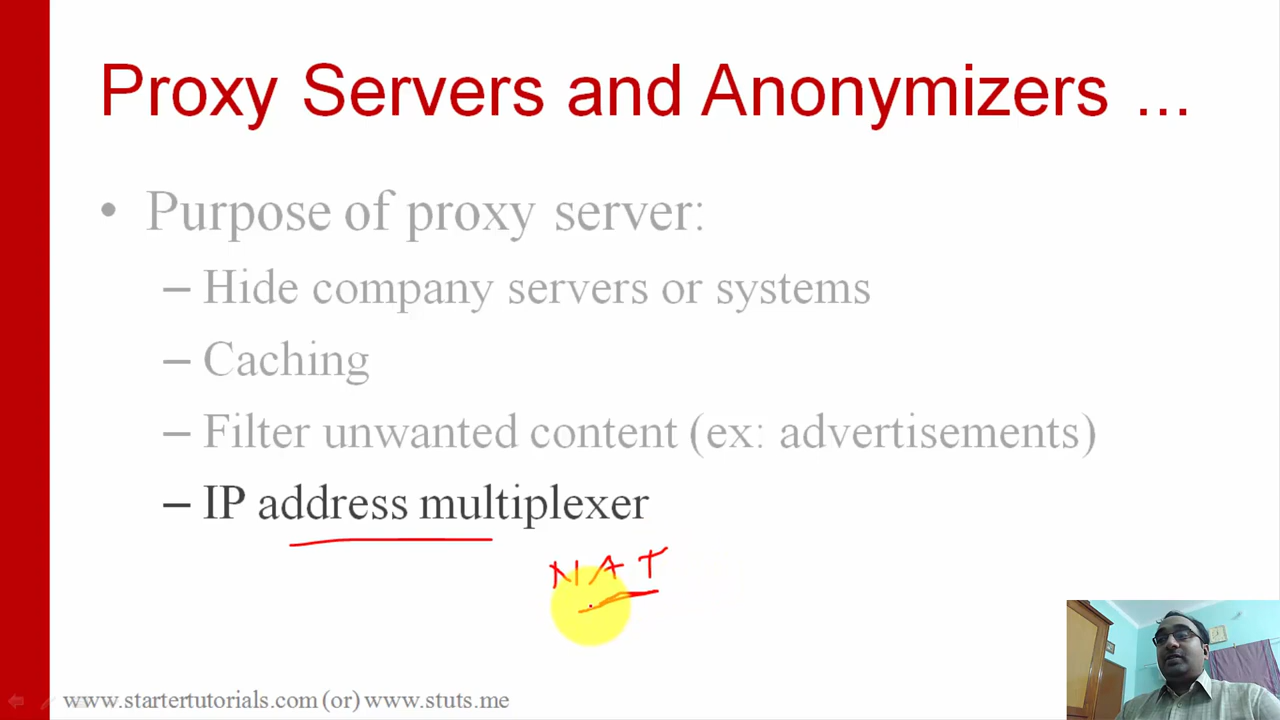 Proxy Servers and Anonymizers ...
• Purpose of proxy server:
– Hide company servers or systems
– Caching
– Filter unwanted content (ex: advertisements)
– IP address multiplexer
NAT
www.startertutorials.com (or) www.stuts.me